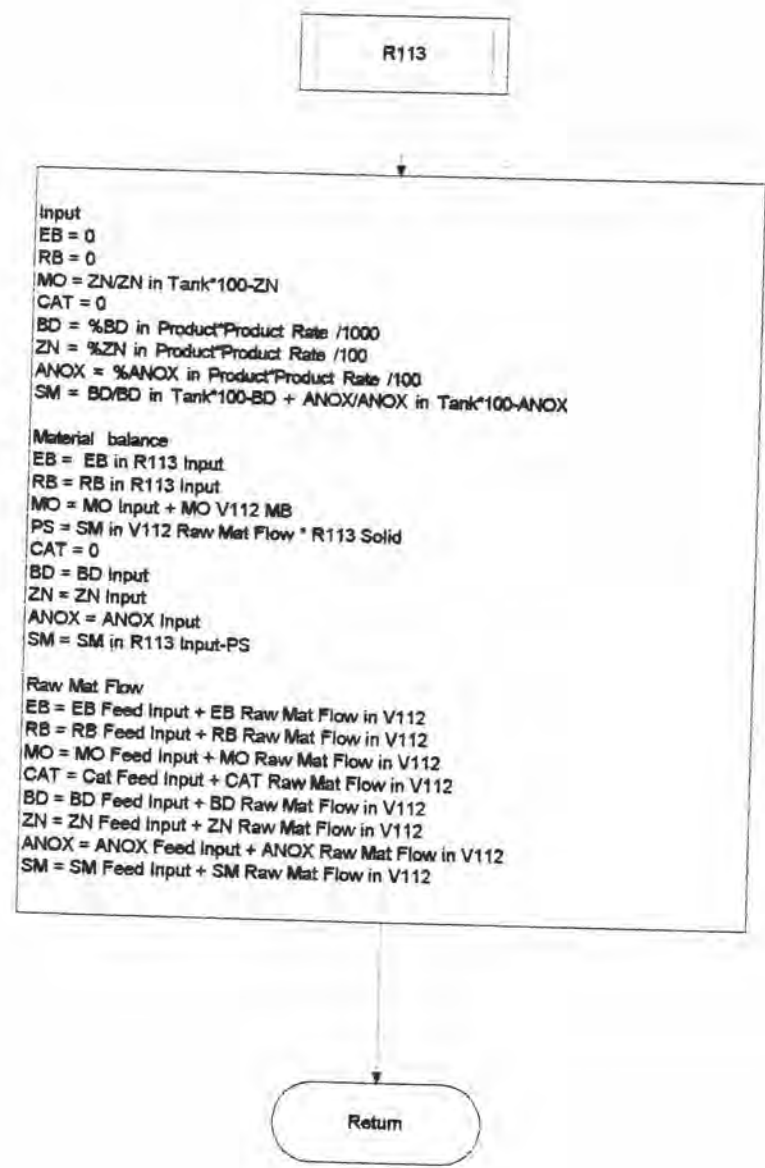 R113
Input
EB = 0
RB = 0
MO = ZN/ZN in Tank*100-ZN
CAT = 0
BD = %BD in Product*Product Rate /1000
ZN = %ZN in Product*Product Rate /100
ANOX = %ANOX in Product*Product Rate /100
SM = BD/BD in Tank*100-BD + ANOX/ANOX in Tank*100-ANOX
Material balance
EB = EB in R113 Input
RB = RB in R113 Input
MO = MO Input + MO V112 MB
PS = SM in V112 Raw Mat Flow * R113 Solid
CAT = 0
BD = BD Input
ZN = ZN Input
ANOX = ANOX Input
SM = SM in R113 Input-PS
Raw Mat Flow
EB = EB Feed Input + EB Raw Mat Flow in V112
RB = RB Feed Input + RB Raw Mat Flow in V112
MO = MO Feed Input + MO Raw Mat Flow in V112
CAT = Cat Feed Input + CAT Raw Mat Flow in V112
BD = BD Feed Input + BD Raw Mat Flow in V112
ZN = ZN Feed Input + ZN Raw Mat Flow in V112
ANOX = ANOX Feed Input + ANOX Raw Mat Flow in V112
SM = SM Feed Input + SM Raw Mat Flow in V112
Return